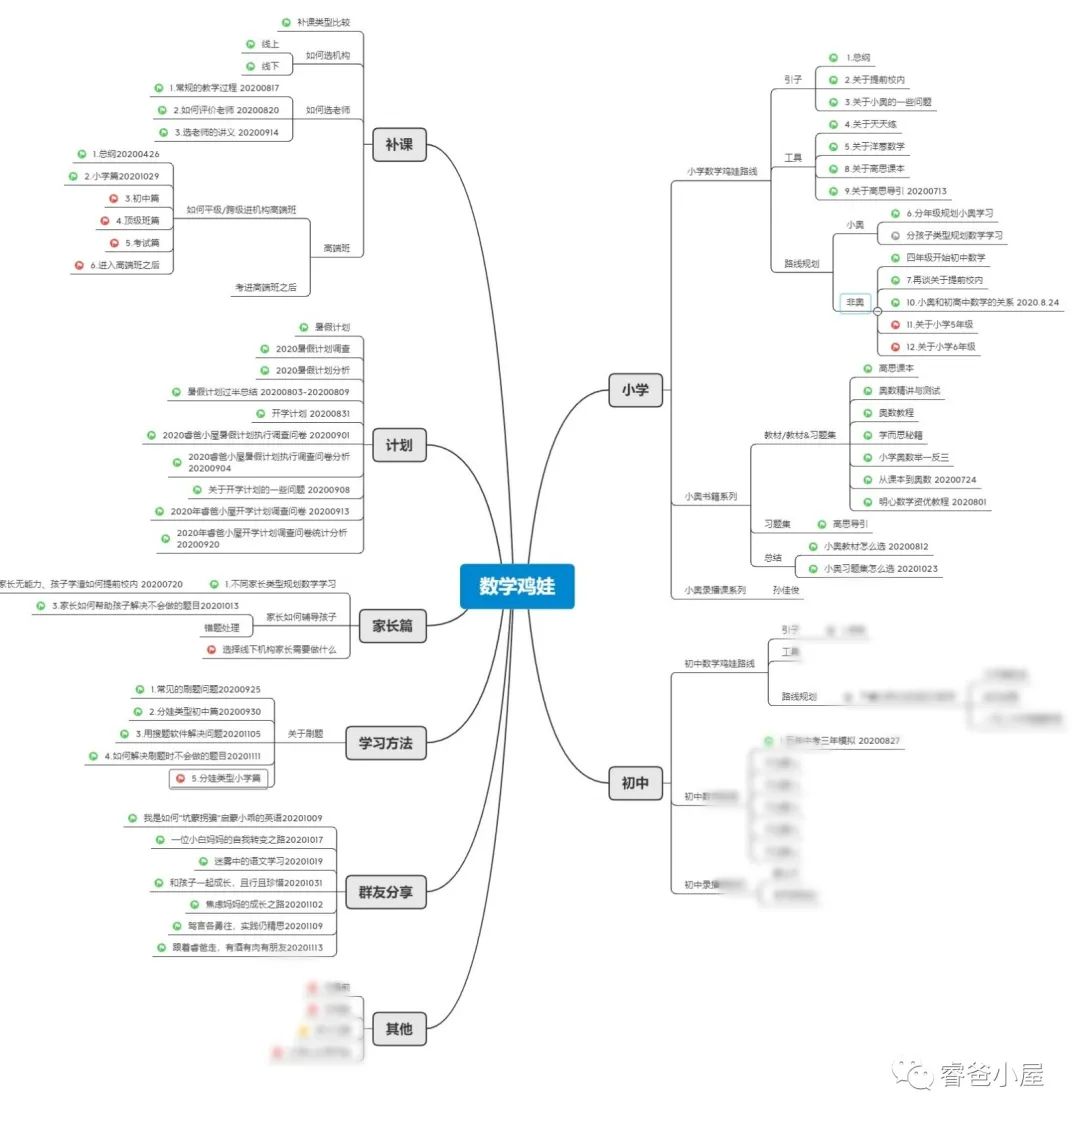 数学鸡娃
补课
补课类型比较
如何选机构
线上
线下
如何选老师
1.常规的教学过程 20200817
2.如何评价老师 20200820
3.选老师的讲义 20200914
高端班
如何平级/跨级进机构高端班
1.总纲20200426
2.小学篇20201029
3.初中篇
4.顶级班篇
5.考试篇
6.进入高端班之后
考进高端班之后
计划
暑假计划
2020暑假计划调查
2020暑假计划分析
暑假计划过半总结 20200803-20200809
开学计划 20200831
2020睿爸小屋暑假计划执行调查问卷 20200901
2020睿爸小屋暑假计划执行调查问卷分析
20200904
关于开学计划的一些问题 20200908
2020年睿爸小屋开学计划调查问卷 20200913
2020年睿爸小屋开学计划调查问卷统计分析
20200920
家长篇
1.不同家长类型规划数学学习
家长无能力、孩子学渣如何提前校内 20200720
家长如何辅导孩子
3.家长如何帮助孩子解决不会做的题目20201013
错题处理
选择线下机构家长需要做什么
学习方法
关于刷题
1.常见的刷题问题20200925
2.分娃类型初中篇20200930
3.用搜题软件解决问题20201105
4.如何解决刷题时不会做的题目20201111
5.分娃类型小学篇
群友分享
我是如何“坑蒙拐骗”启蒙小乖的英语20201009
一位小白妈妈的自我转变之路20201017
迷雾中的语文学习20201019
和孩子一起成长，且行且珍惜20201031
焦虑妈妈的成长之路20201102
驽言各勇往，实践仍精思20201109
跟着睿爸走，有酒有肉有朋友20201113
其他
小学
小学数学鸡娃路线
引子
1.总纲
2.关于提前校内
3.关于小奥的一些问题
工具
4.关于天天练
5.关于洋葱数学
8.关于高思课本
9.关于高思导引 20200713
路线规划
小奥
6.分年级规划小奥学习
分孩子类型规划数学学习
非奥
四年级开始初中数学
7.再谈关于提前校内
10.小奥和初高中数学的关系 2020.8.24
11.关于小学5年级
12.关于小学6年级
小奥书籍系列
教材/教材&习题集
高思课本
奥数精讲与测试
奥数教程
学而思秘籍
小学奥数举一反三
从课本到奥数 20200724
明心数学资优教程 2020801
习题集
高思导引
总结
小奥教材怎么选 20200812
小奥习题集怎么选 20201023
小奥录播课系列
孙佳俊
初中
初中数学鸡娃路线
引子
工具
路线规划
初中数
五年中考三年模拟 20200827
初中录播
睿爸小屋